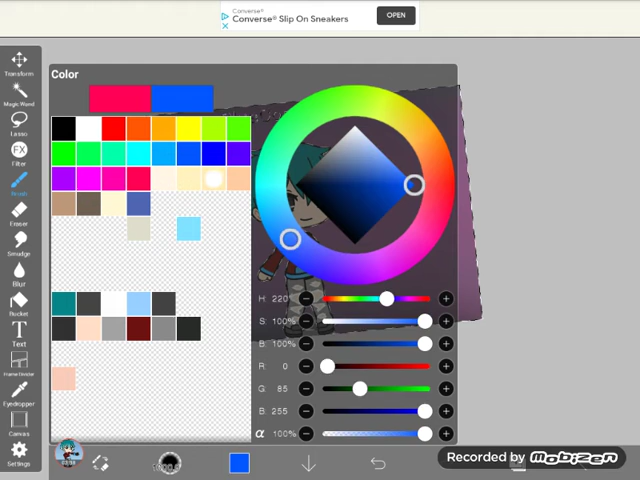 Converse®
Converse® Slip On Sneakers
OPEN
Color
Transform
Magic Wand
Lasso
FX
Filter
Brush
Eraser
Smudge
Blur
Bucket
T
Text
Frame Divider
Eyedropper
Canvas
Settings
H: 220
S: 100%
B: 100%
R: 0
G: 85
B: 255
α 100%
Recorded by Mobizen